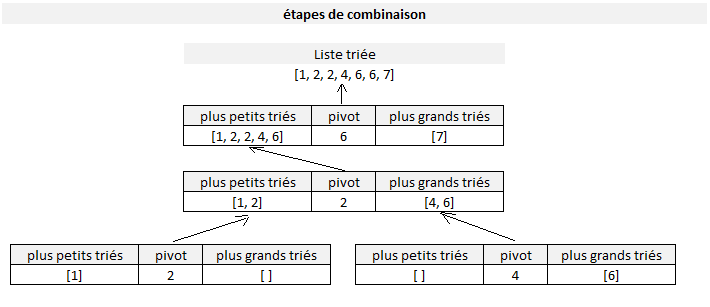 étapes de combinaison
Liste triée
[1, 2, 2, 4, 6, 6, 7]
plus petits triés pivot plus grands triés
[1, 2, 2, 4, 6] 6 [7]
plus petits triés pivot plus grands triés
[1, 2] 2 [4, 6]
plus petits triés pivot plus grands triés plus petits triés pivot plus grands triés
[1] 2 [ ] [ ] 4 [6]